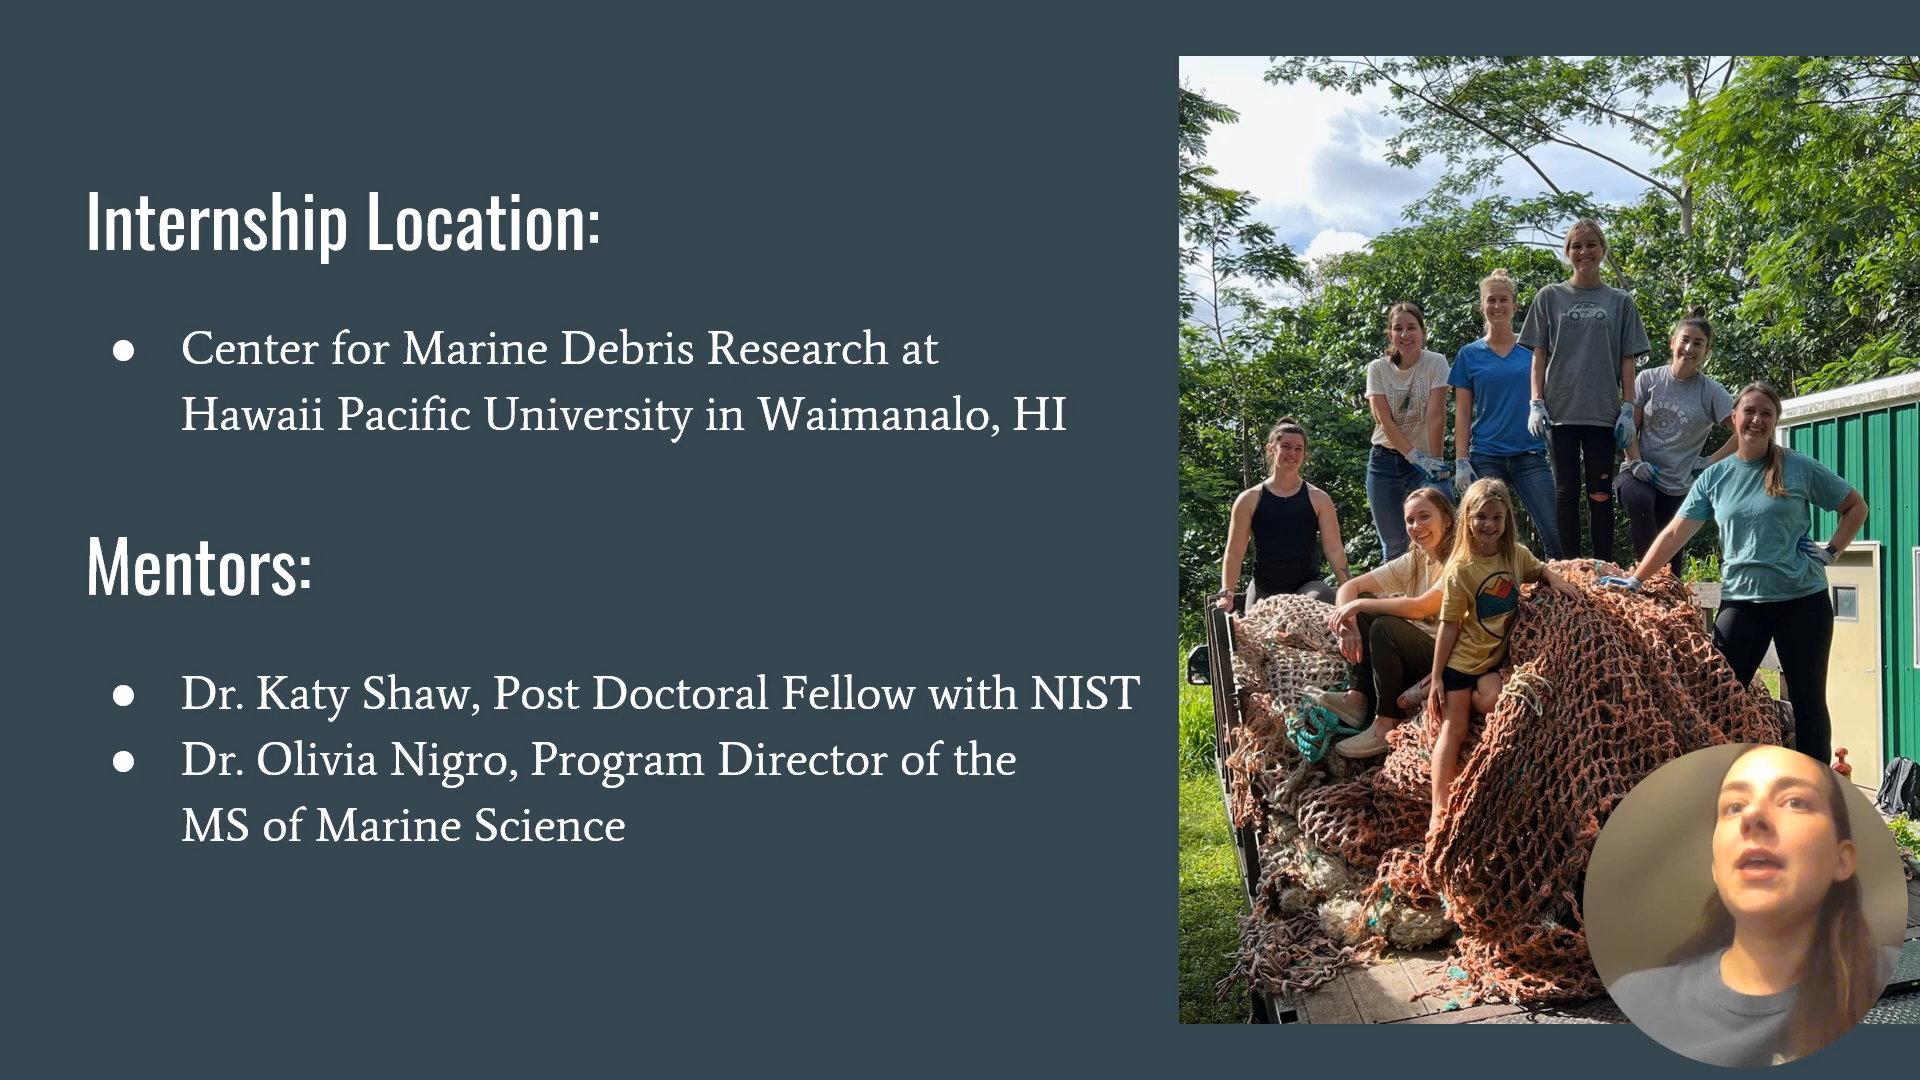 Internship Location:
● Center for Marine Debris Research at
Hawaii Pacific University in Waimanalo, HI
Mentors:
● Dr. Katy Shaw, Post Doctoral Fellow with NIST
● Dr. Olivia Nigro, Program Director of the
MS of Marine Science
SCIENCE